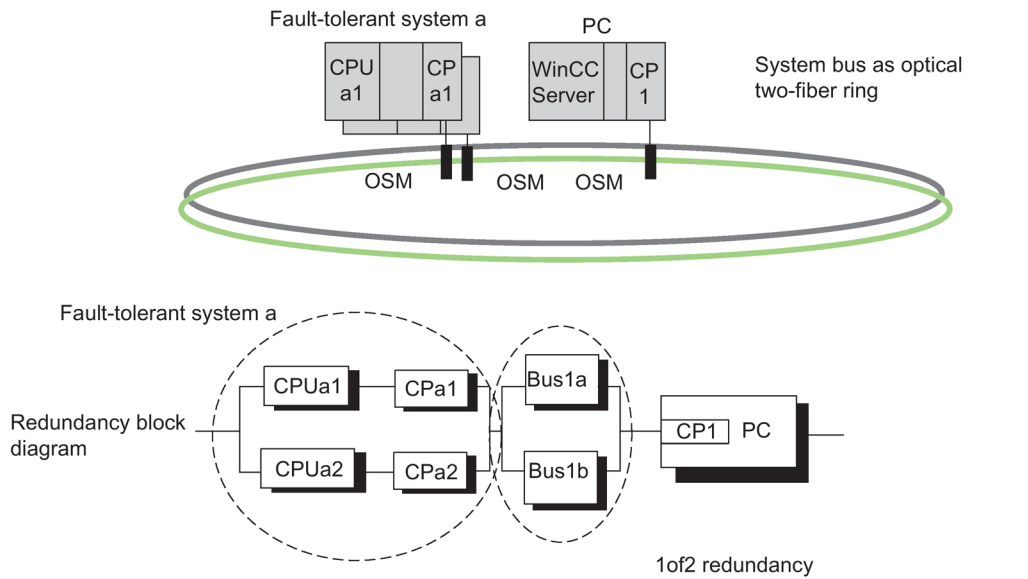 Fault-tolerant system a
PC
CPU
a1
CP
a1
WinCC
Server
CP
1
System bus as optical
two-fiber ring
OSM
OSM
OSM
Fault-tolerant system a
Redundancy block
diagram
CPUa1
CPa1
CPUa2
CPa2
Bus1a
Bus1b
CP1
PC
1of2 redundancy